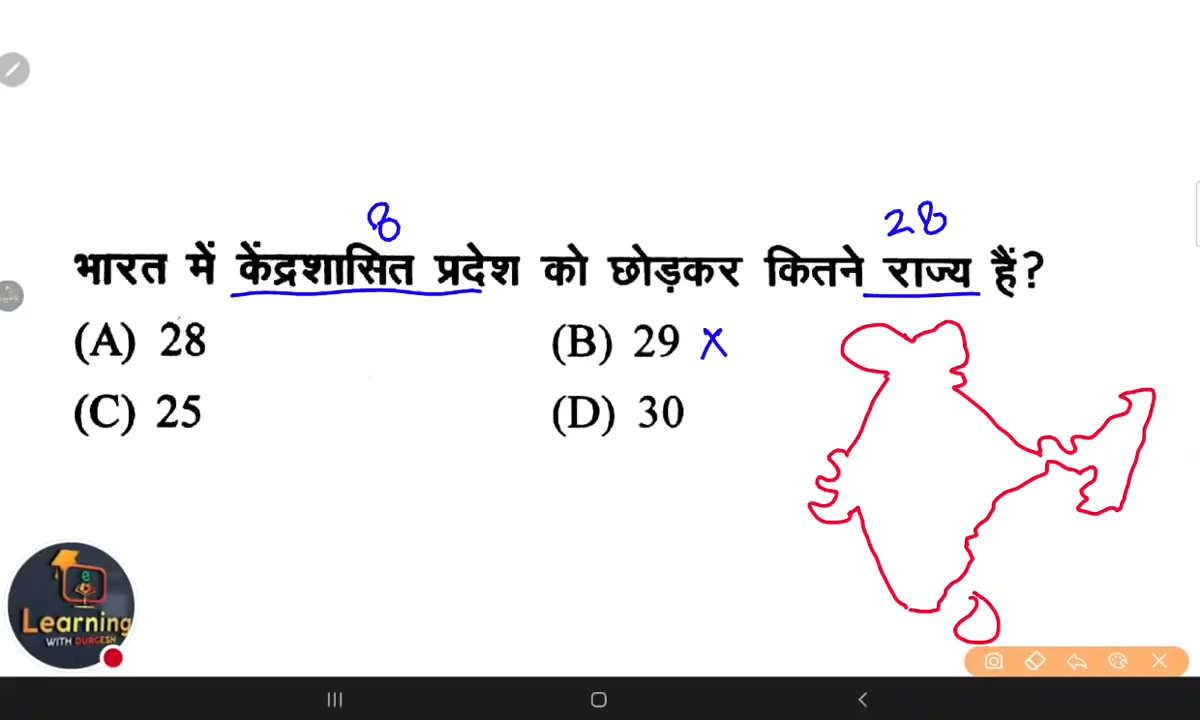 8 28
भारत में केंद्रशासित प्रदेश को छोड़कर कितने राज्य हैं?
(A) 28 (B) 29 X
(C) 25 (D) 30
e
Learning
WITH DURGESH